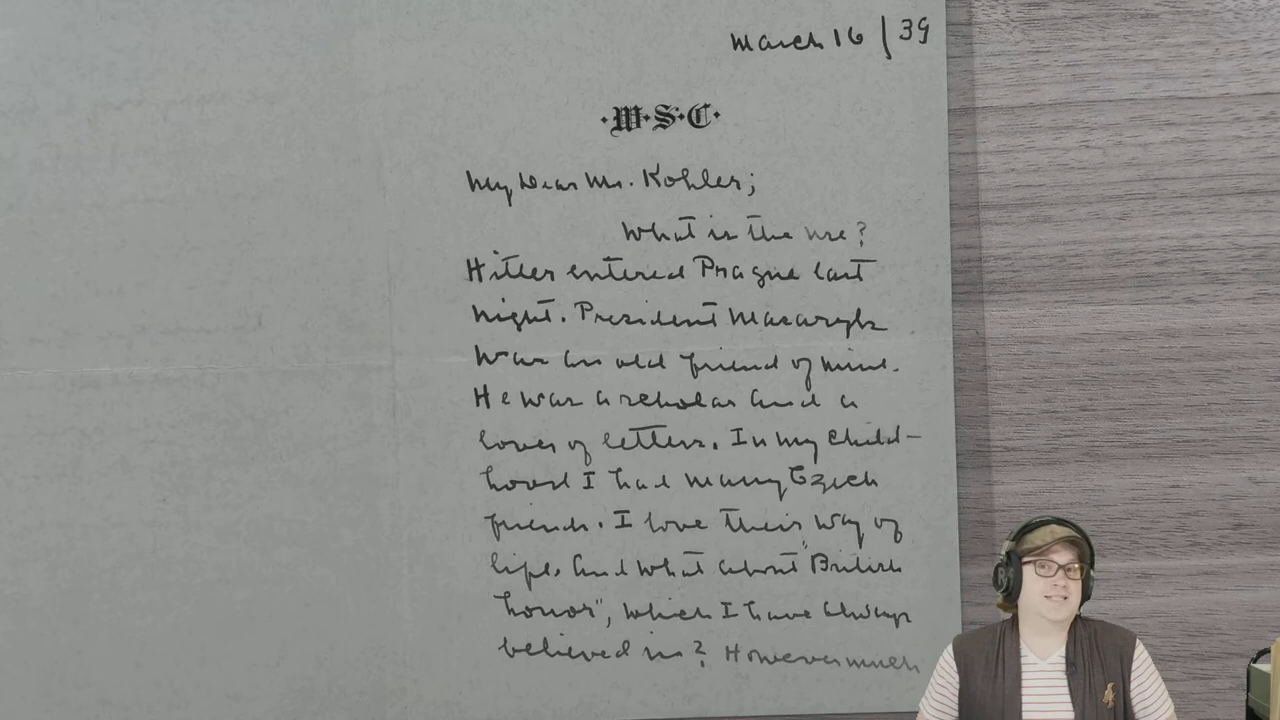 March 16 / 39
·W·S·C·
My Dear Mr. Kohler;
What is the use?
Hitler entered Prague last
night. President Masaryk
was an old friend of mine.
He was a scholar and a
lover of letters. In my child-
hood I had many Czech
friends. I love their way of
life. And what about "British
honor", which I have always
believed in? However much